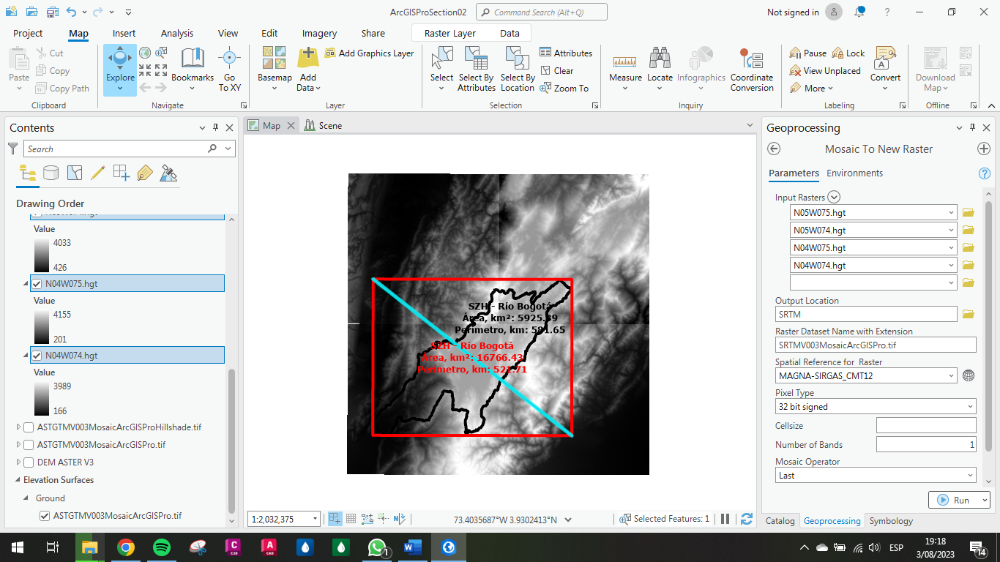 ArcGISProSection02
Command Search (Alt+Q)
Not signed in
?
Project
Map
Insert
Analysis
View
Edit
Imagery
Share
Raster Layer
Data
Paste
Cut
Copy
Copy Path
Clipboard
Explore
Bookmarks
Go
To XY
Navigate
Basemap
Add
Data
Add Graphics Layer
Layer
Select
Select By
Attributes
Select By
Location
Attributes
Clear
Zoom To
Selection
Measure
Locate
Infographics
Coordinate
Conversion
Inquiry
Pause
Lock
View Unplaced
More
Convert
Labeling
Download
Map
Offline
Contents
Search
Drawing Order
Value
4033
426
N04W075.hgt
Value
4155
201
N04W074.hgt
Value
3989
166
ASTGTMV003MosaicArcGISProHillshade.tif
ASTGTMV003MosaicArcGISPro.tif
DEM ASTER V3
Elevation Surfaces
Ground
ASTGTMV003MosaicArcGISPro.tif
Map
Scene
SZH - Río Bogotá
Área, km²: 5925.39
Perímetro, km: 581.65
SZH - Río Bogotá
Área, km²: 16766.43
Perímetro, km: 521.71
1:2,032,375
73.4035687°W 3.9302413°N
Selected Features: 1
Geoprocessing
Mosaic To New Raster
Parameters
Environments
?
Input Rasters
N05W075.hgt
N05W074.hgt
N04W075.hgt
N04W074.hgt
Output Location
SRTM
Raster Dataset Name with Extension
SRTMV003MosaicArcGISPro.tif
Spatial Reference for Raster
MAGNA-SIRGAS_CMT12
Pixel Type
32 bit signed
Cellsize
Number of Bands
1
Mosaic Operator
Last
Run
Catalog
Geoprocessing
Symbology
C
C3D
A
CAD
1
W
ESP
19:18
3/08/2023
14